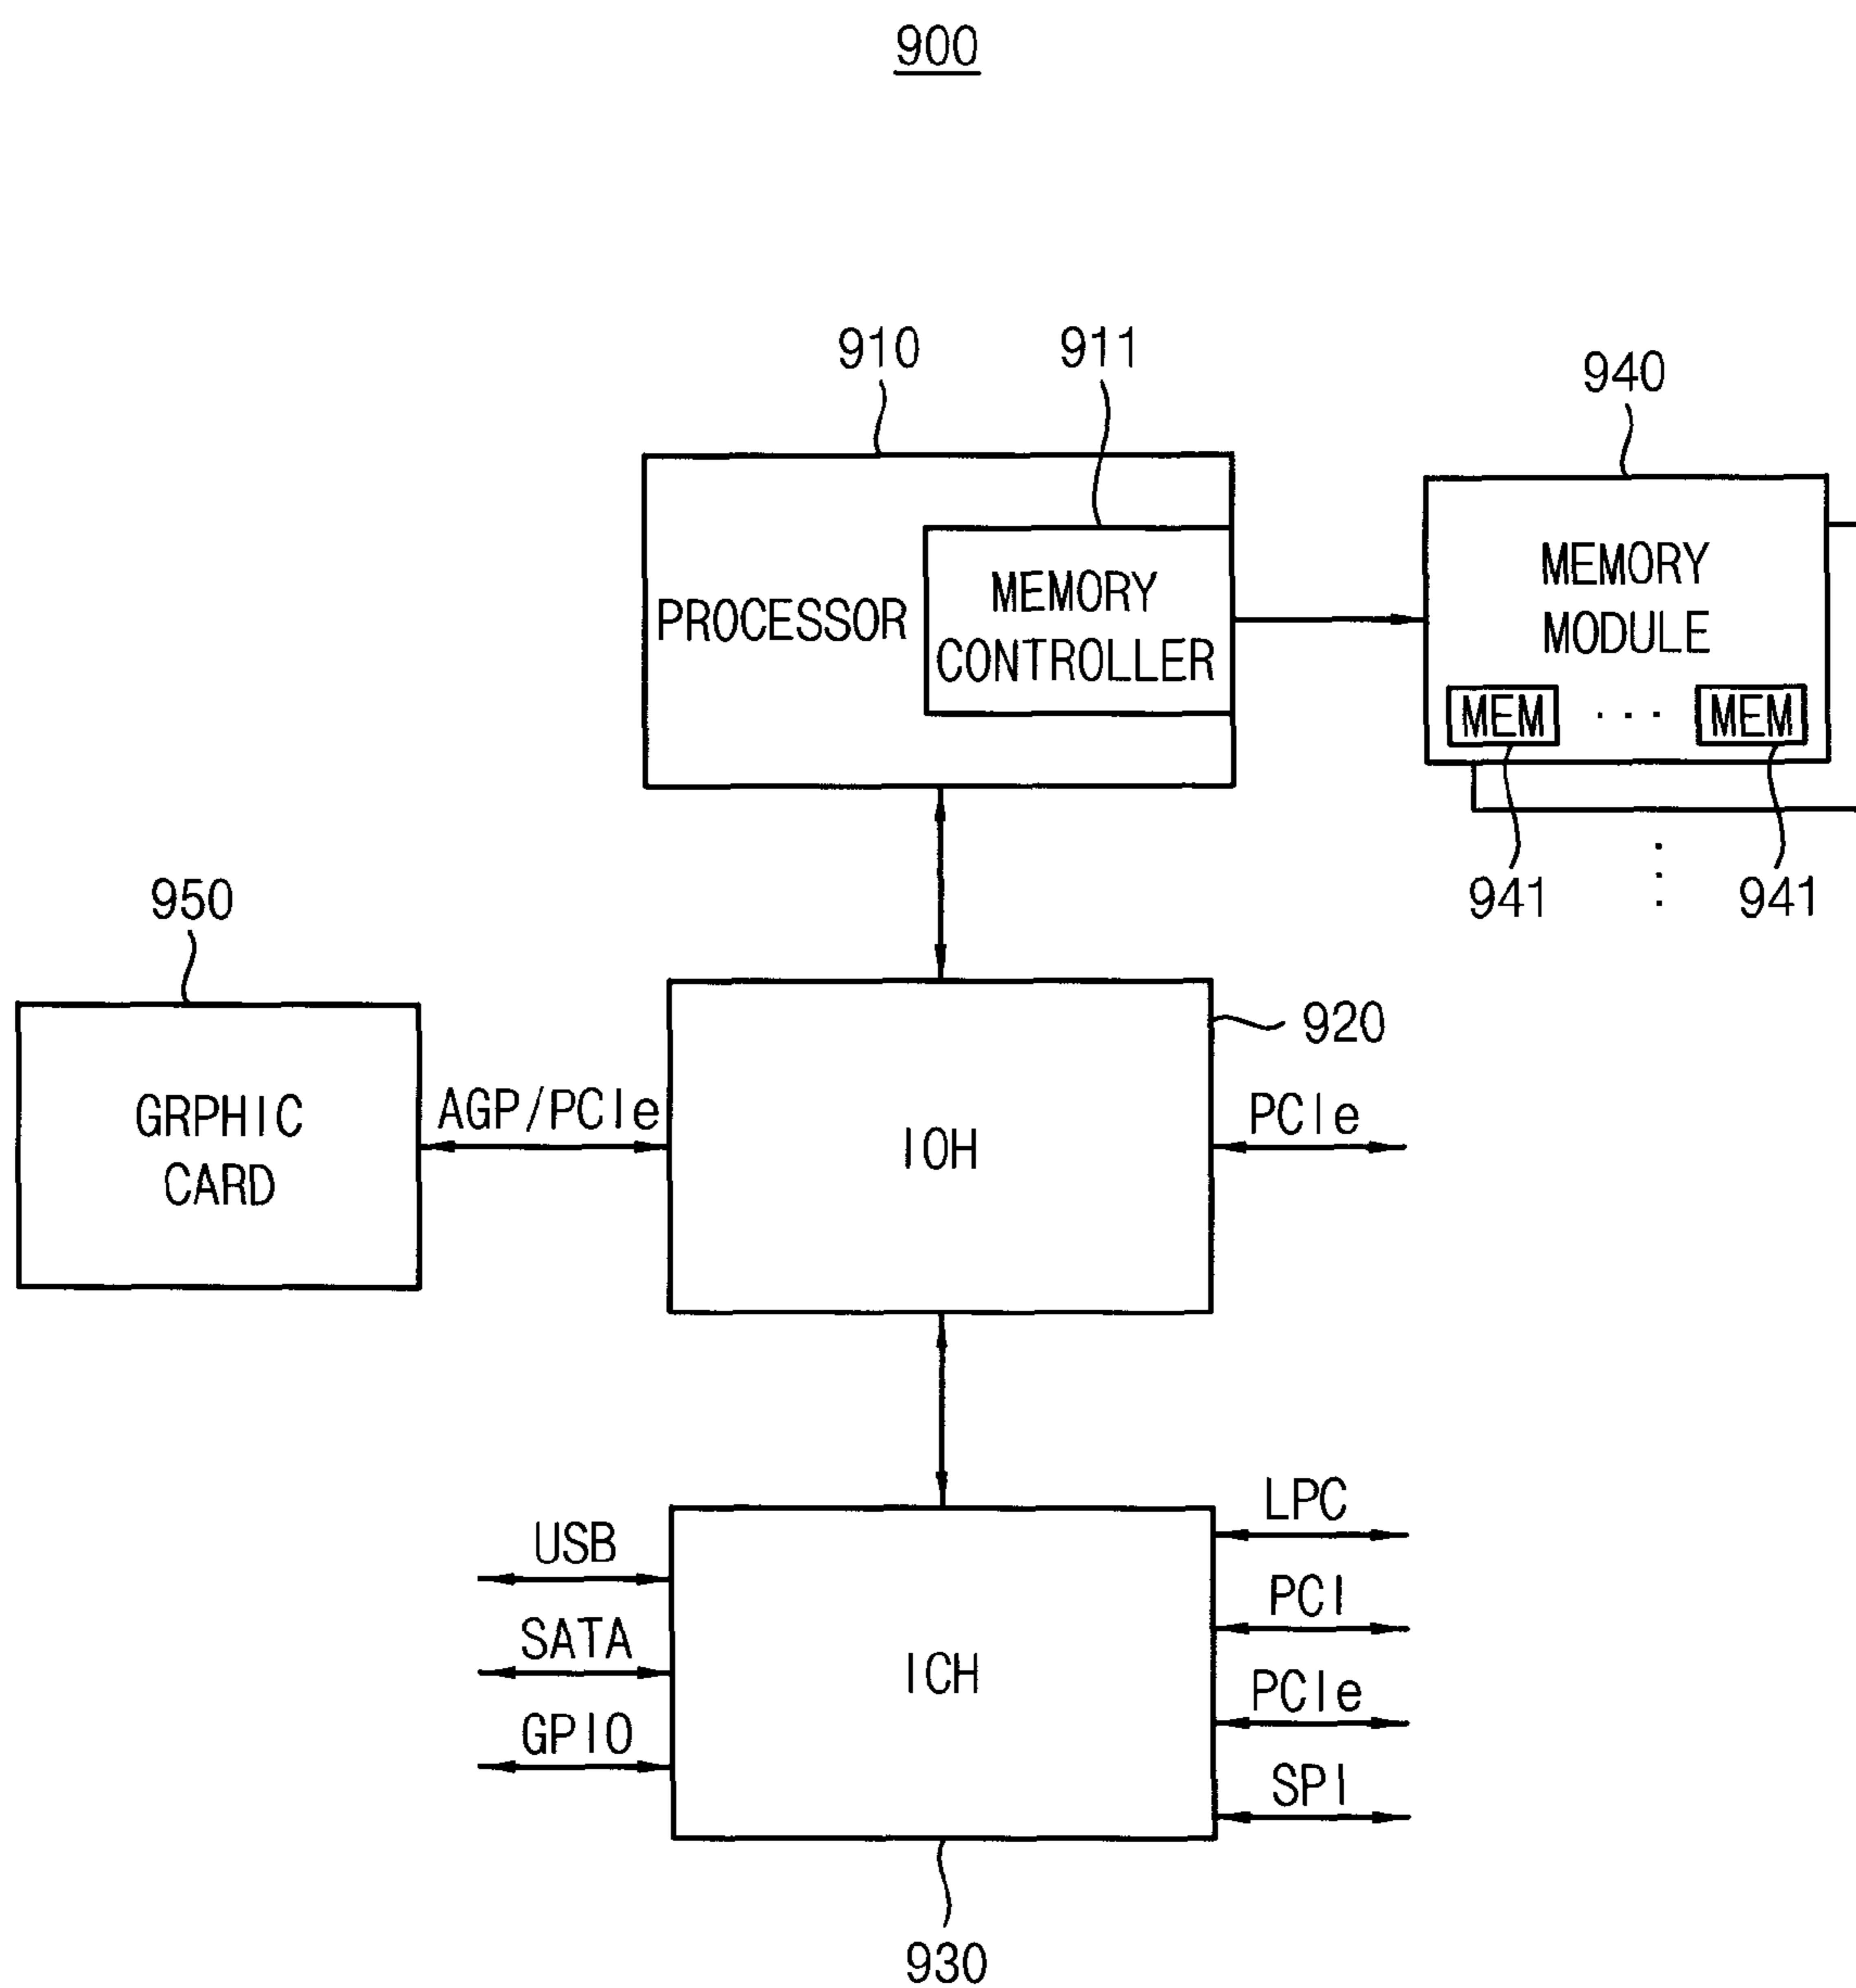 900
910
911
940
PROCESSOR
MEMORY
CONTROLLER
MEMORY
MODULE
MEM ... MEM
941
941
950
920
GRPHIC
CARD
AGP/PCIe
IOH
PCIe
USB
SATA
GPIO
ICH
LPC
PCI
PCIe
SPI
930